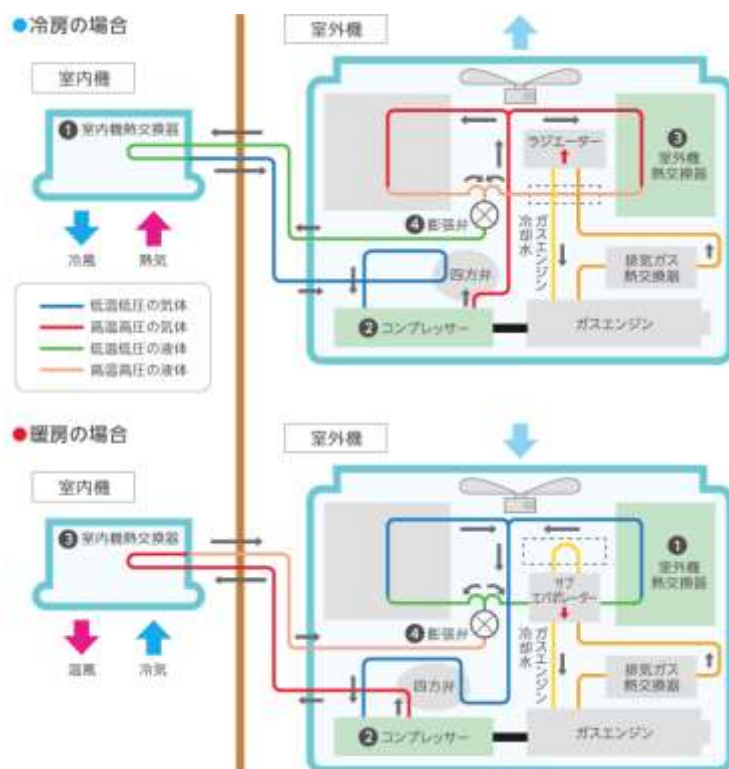 ●冷房の場合
室外機
室内機
❶室内機熱交換器
冷風
熱気
ラジエーター
❸
室外機
熱交換器
❹膨張弁
ガスエンジン
冷却水
四方弁
排気ガス
熱交換器
❷コンプレッサー
ガスエンジン
低温低圧の気体
高温高圧の気体
低温低圧の液体
高温高圧の液体
●暖房の場合
室外機
室内機
❸室内機熱交換器
温風
冷気
サブ
エバポレーター
❶
室外機
熱交換器
❹膨張弁
ガスエンジン
冷却水
四方弁
排気ガス
熱交換器
❷コンプレッサー
ガスエンジン